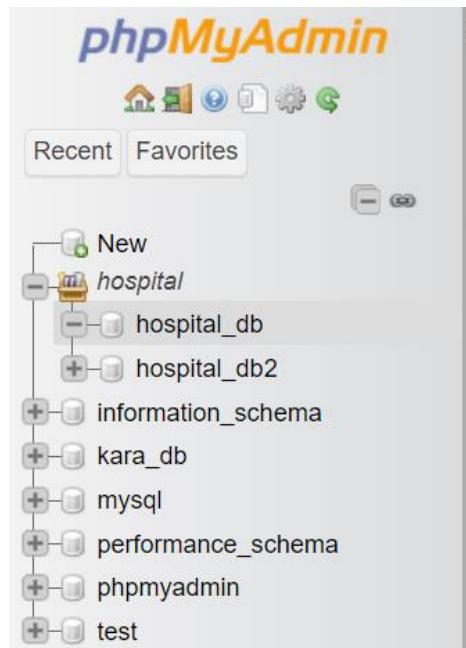 phpMyAdmin
Recent Favorites
New
hospital
hospital_db
hospital_db2
information_schema
kara_db
mysql
performance_schema
phpmyadmin
test